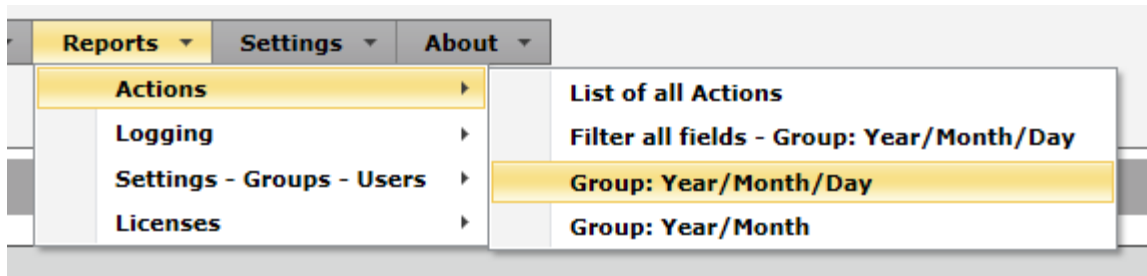 Reports Settings About
Actions
Logging
Settings - Groups - Users
Licenses
List of all Actions
Filter all fields - Group: Year/Month/Day
Group: Year/Month/Day
Group: Year/Month